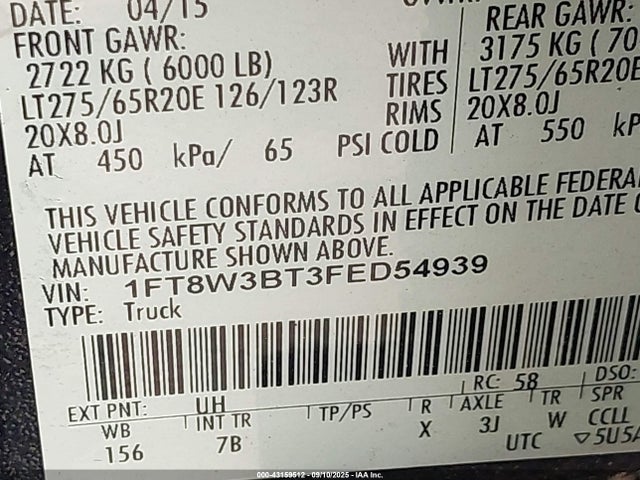 DATE: 04/15
FRONT GAWR: REAR GAWR:
2722 KG ( 6000 LB) WITH 3175 KG ( 70
LT275/65R20E 126/123R TIRES LT275/65R20E
20X8.0J RIMS 20X8.0J
AT 450 kPa/ 65 PSI COLD AT 550 kP
THIS VEHICLE CONFORMS TO ALL APPLICABLE FEDERA
VEHICLE SAFETY STANDARDS IN EFFECT ON THE DATE O
MANUFACTURE SHOWN ABOVE.
VIN: 1FT8W3BT3FED54939
TYPE: Truck
RC: 58 DSO:
EXT PNT: UH
WB INT TR TP/PS R AXLE TR SPR
156 7B X 3J W CCLL
UTC ▽5U5A
000-43159512 - 09/10/2025 - IAA Inc.